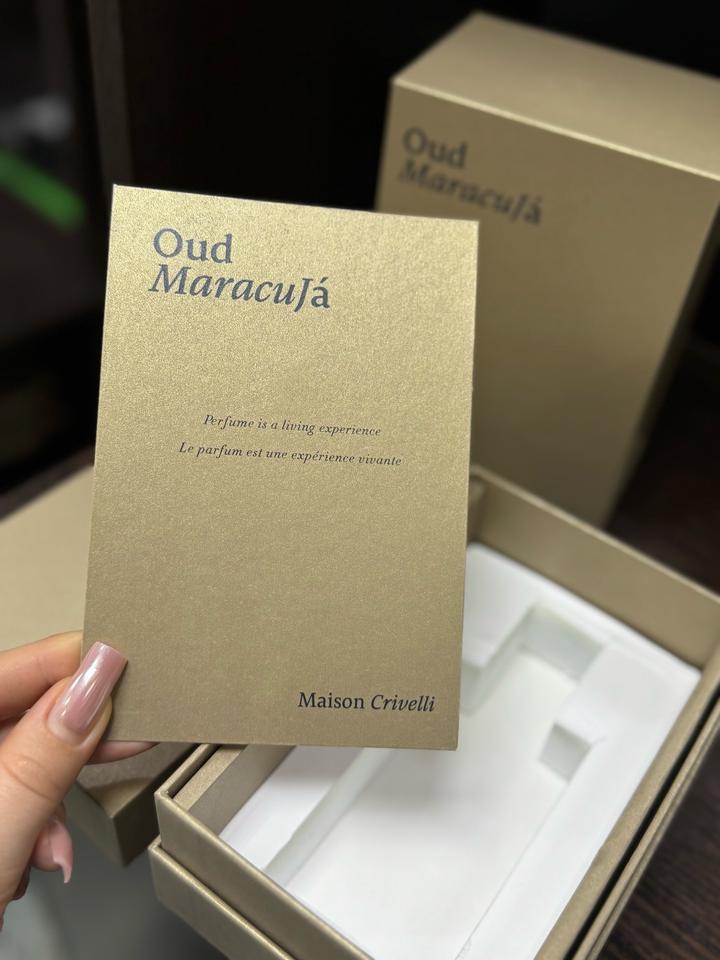 Oud
MaracuJá
Perfume is a living experience
Le parfum est une expérience vivante
Maison Crivelli
Oud
MaracuJá